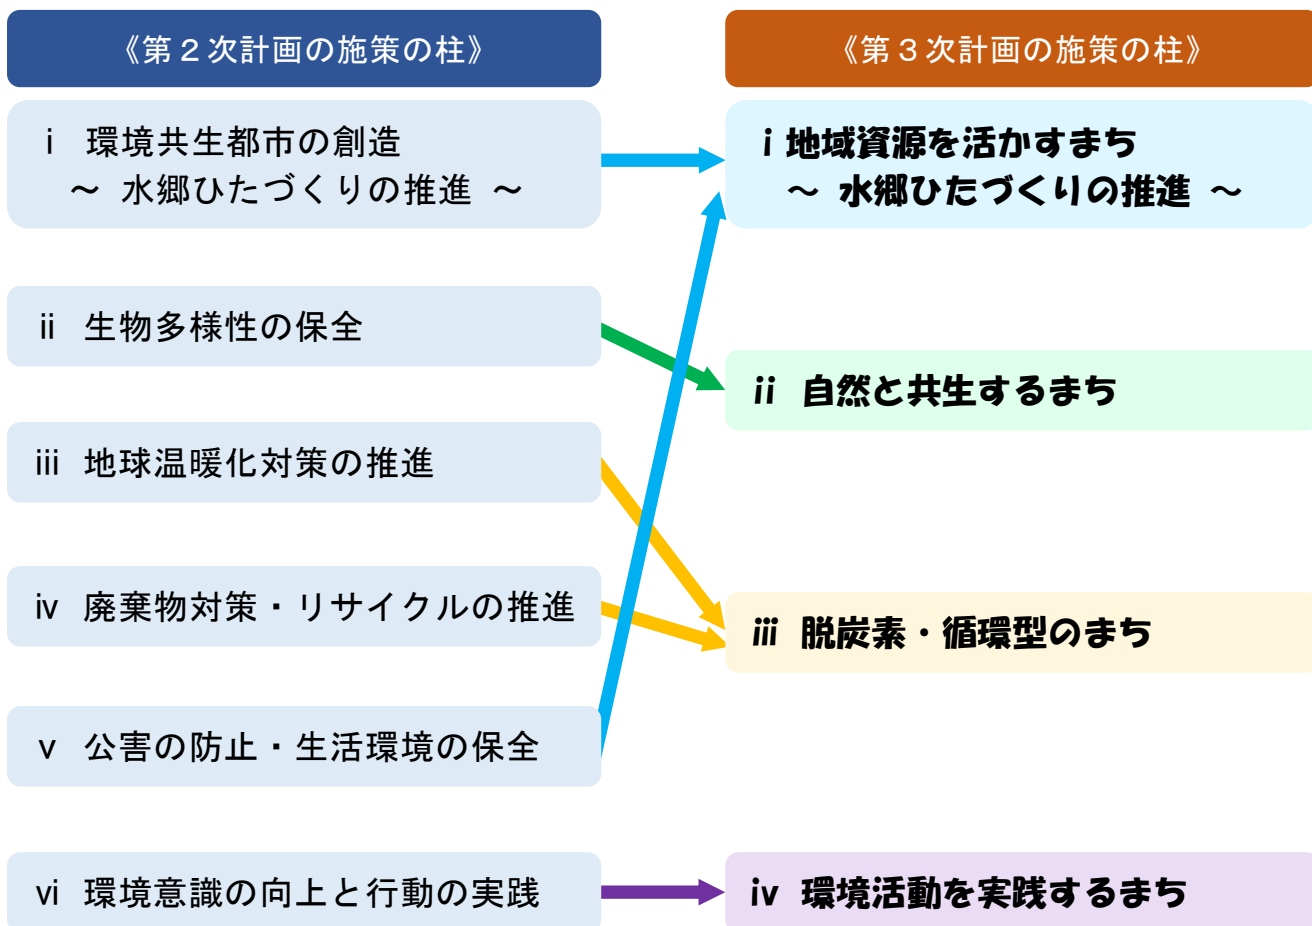 《第２次計画の施策の柱》
ⅰ 環境共生都市の創造
～ 水郷ひたづくりの推進 ～
ⅱ 生物多様性の保全
ⅲ 地球温暖化対策の推進
ⅳ 廃棄物対策・リサイクルの推進
ⅴ 公害の防止・生活環境の保全
ⅵ 環境意識の向上と行動の実践
《第３次計画の施策の柱》
ⅰ 地域資源を活かすまち
～ 水郷ひたづくりの推進 ～
ⅱ 自然と共生するまち
ⅲ 脱炭素・循環型のまち
ⅳ 環境活動を実践するまち